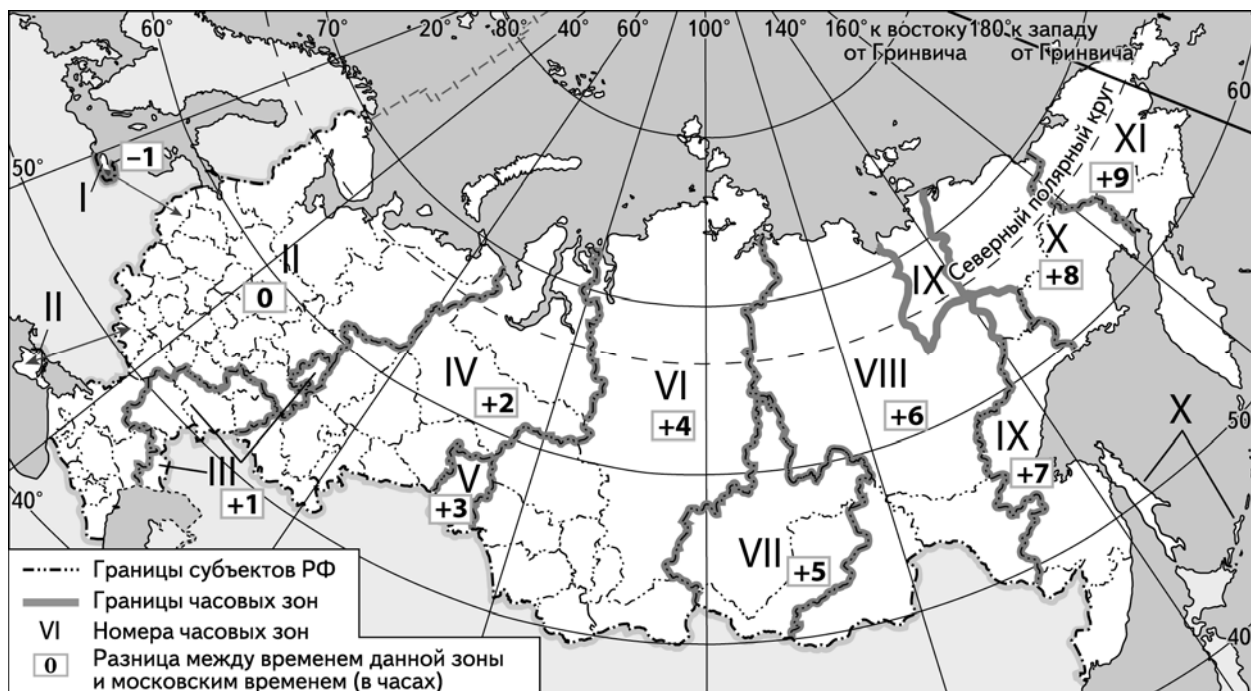 60° 70° 20° 80° 40° 60° 100° 140° 160° к востоку от Гринвича 180° к западу от Гринвича
60°
50°
–1
I
XI
+9
Северный полярный круг
II
0
X
+8
IX
II
IV
+2
VI
+4
VIII
+6
X
50°
IX
+7
V
+3
III
+1
40°
VII
+5
40°
Границы субъектов РФ
Границы часовых зон
VI Номера часовых зон
0 Разница между временем данной зоны
и московским временем (в часах)